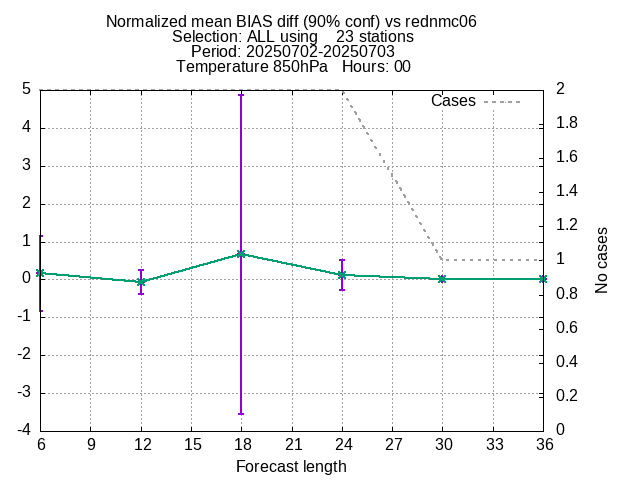 Normalized mean BIAS diff (90% conf) vs rednmc06
Selection: ALL using    23 stations
Period: 20250702-20250703
Temperature 850hPa   Hours: 00
Cases
5
4
3
2
1
0
-1
-2
-3
-4
2
1.8
1.6
1.4
1.2
1
0.8
0.6
0.4
0.2
0
No cases
6 9 12 15 18 21 24 27 30 33 36
Forecast length